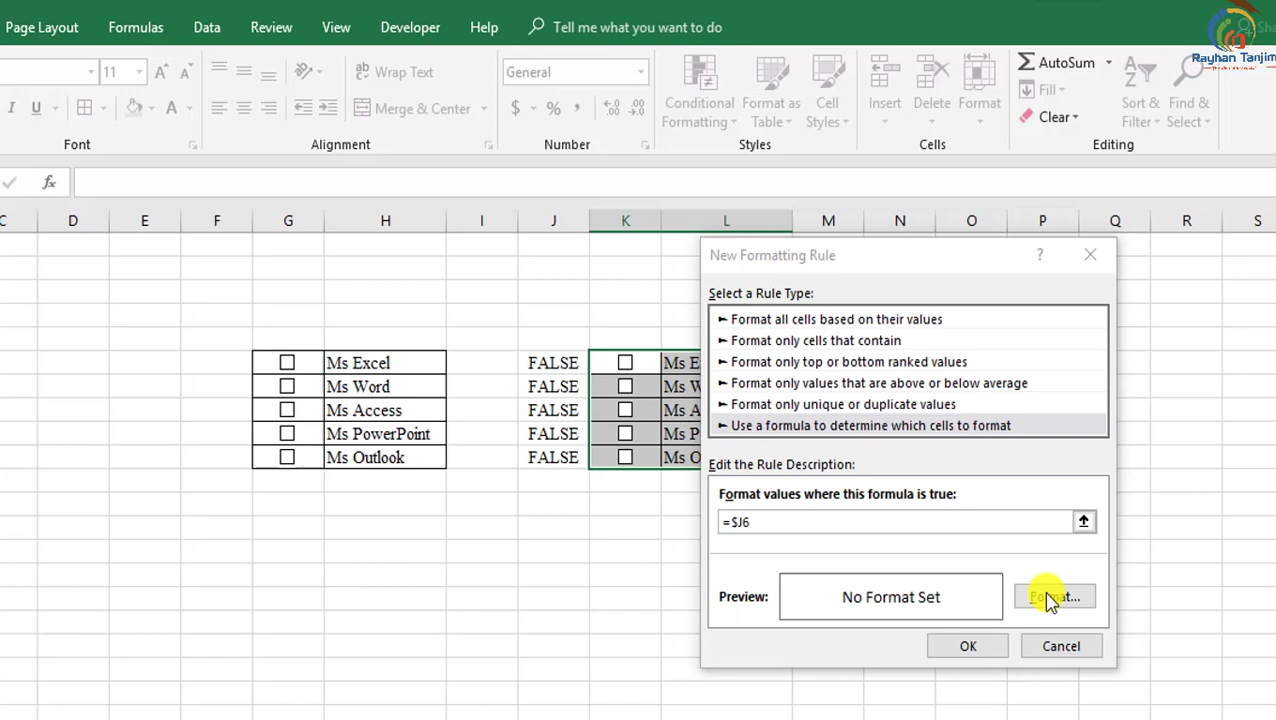 Page Layout Formulas Data Review View Developer Help Tell me what you want to do
Rayhan Tanjim
11 A A Wrap Text General AutoSum
I U A Merge & Center $ % , Conditional Formatting Format as Table Cell Styles Insert Delete Format Fill Clear Sort & Filter Find & Select
Font Alignment Number Styles Cells Editing
fx
C D E F G H I J K L M N O P Q R S
New Formatting Rule ?
Select a Rule Type:
► Format all cells based on their values
► Format only cells that contain
► Format only top or bottom ranked values
► Format only values that are above or below average
► Format only unique or duplicate values
► Use a formula to determine which cells to format
Edit the Rule Description:
Format values where this formula is true:
=$J6
Preview: No Format Set Format...
OK Cancel
Ms Excel FALSE Ms E
Ms Word FALSE Ms W
Ms Access FALSE Ms A
Ms PowerPoint FALSE Ms P
Ms Outlook FALSE Ms O